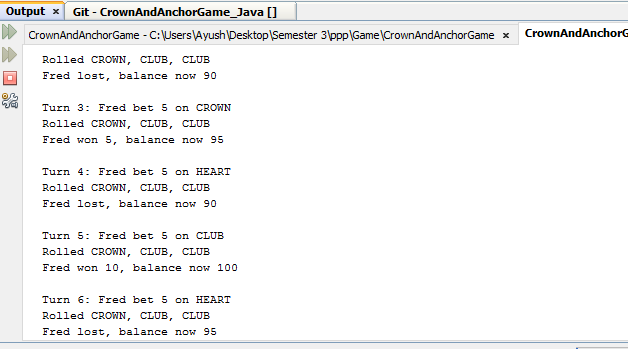 Output × Git - CrownAndAnchorGame_Java []
CrownAndAnchorGame - C:\Users\Ayush\Desktop\Semester 3\ppp\Game\CrownAndAnchorGame × CrownAndAnchorG
Rolled CROWN, CLUB, CLUB
Fred lost, balance now 90
Turn 3: Fred bet 5 on CROWN
Rolled CROWN, CLUB, CLUB
Fred won 5, balance now 95
Turn 4: Fred bet 5 on HEART
Rolled CROWN, CLUB, CLUB
Fred lost, balance now 90
Turn 5: Fred bet 5 on CLUB
Rolled CROWN, CLUB, CLUB
Fred won 10, balance now 100
Turn 6: Fred bet 5 on HEART
Rolled CROWN, CLUB, CLUB
Fred lost, balance now 95